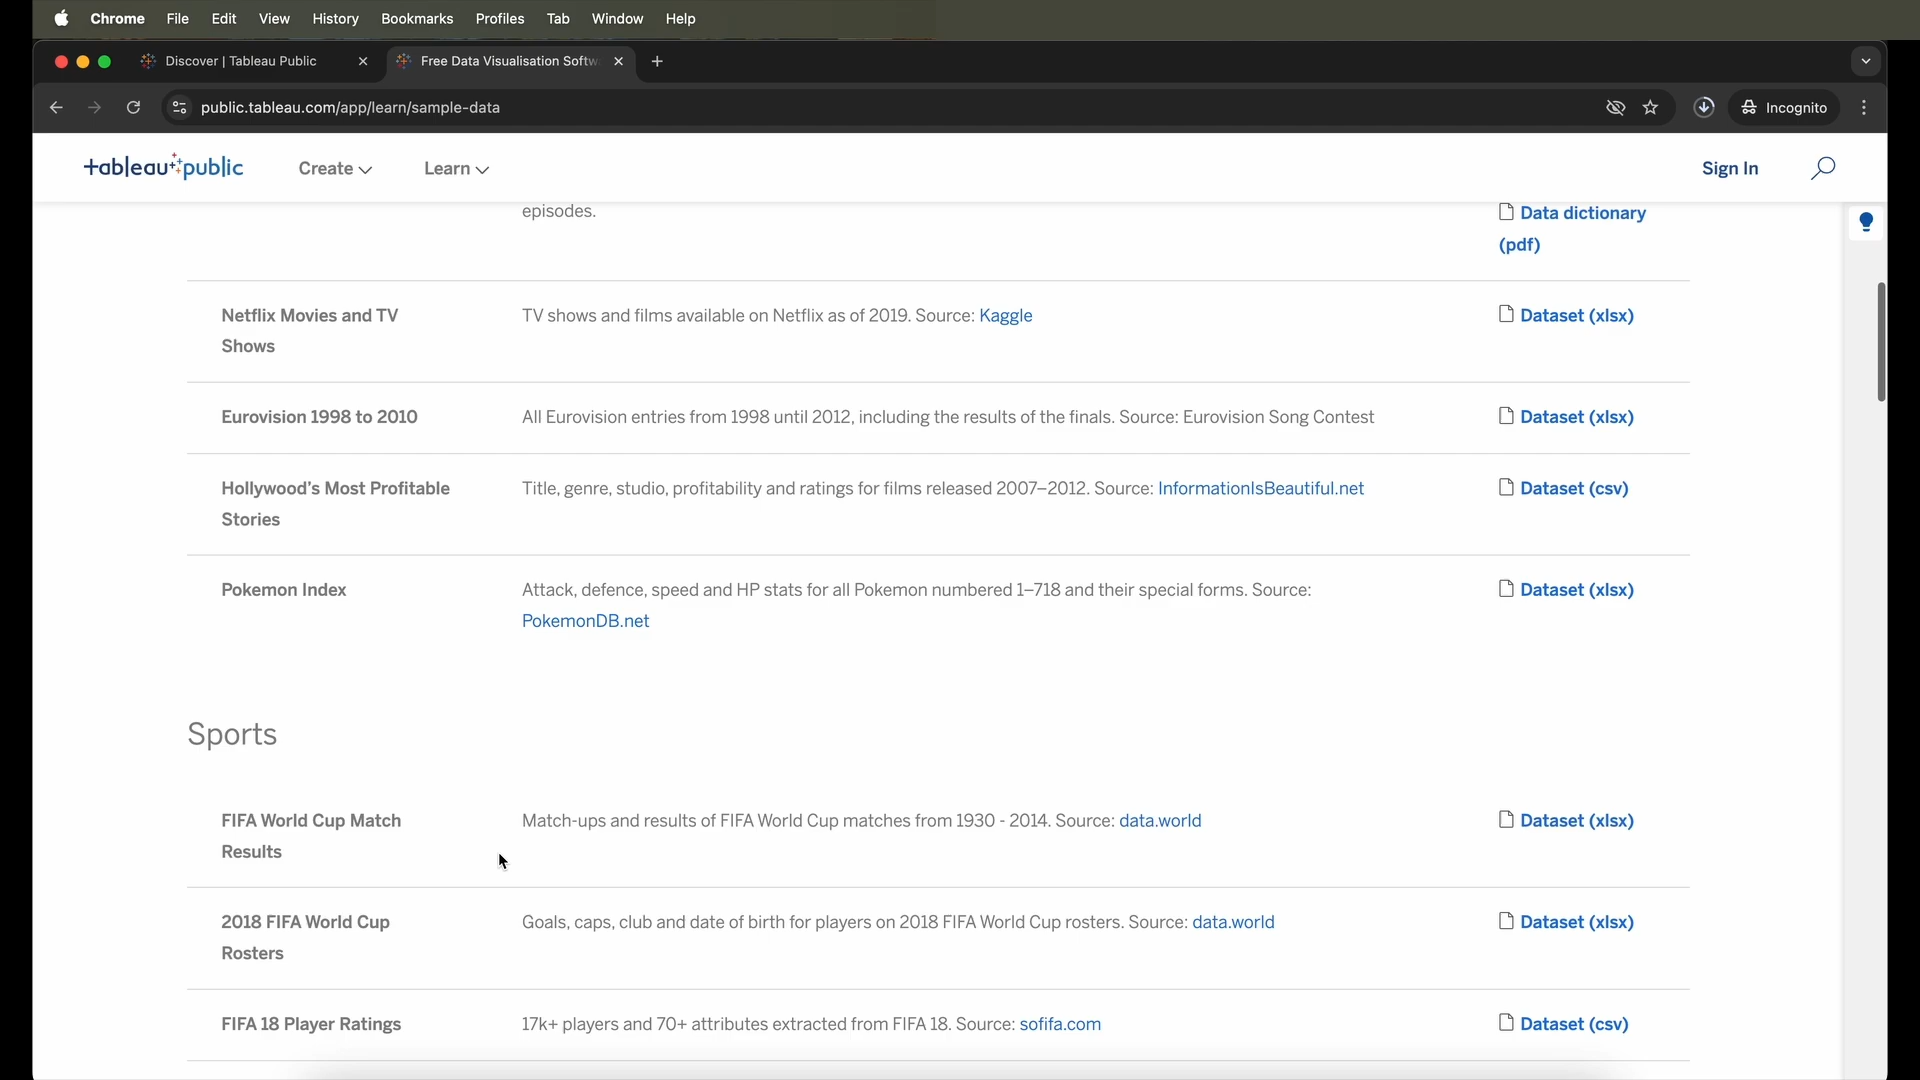 Chrome File Edit View History Bookmarks Profiles Tab Window Help
Discover | Tableau Public
Free Data Visualisation Softw
public.tableau.com/app/learn/sample-data
Incognito
tableau public
Create
Learn
Sign In
episodes.
Data dictionary
(pdf)
Netflix Movies and TV
Shows
TV shows and films available on Netflix as of 2019. Source: Kaggle
Dataset (xlsx)
Eurovision 1998 to 2010
All Eurovision entries from 1998 until 2012, including the results of the finals. Source: Eurovision Song Contest
Dataset (xlsx)
Hollywood's Most Profitable
Stories
Title, genre, studio, profitability and ratings for films released 2007–2012. Source: InformationIsBeautiful.net
Dataset (csv)
Pokemon Index
Attack, defence, speed and HP stats for all Pokemon numbered 1–718 and their special forms. Source:
PokemonDB.net
Dataset (xlsx)
Sports
FIFA World Cup Match
Results
Match-ups and results of FIFA World Cup matches from 1930 - 2014. Source: data.world
Dataset (xlsx)
2018 FIFA World Cup
Rosters
Goals, caps, club and date of birth for players on 2018 FIFA World Cup rosters. Source: data.world
Dataset (xlsx)
FIFA 18 Player Ratings
17k+ players and 70+ attributes extracted from FIFA 18. Source: sofifa.com
Dataset (csv)